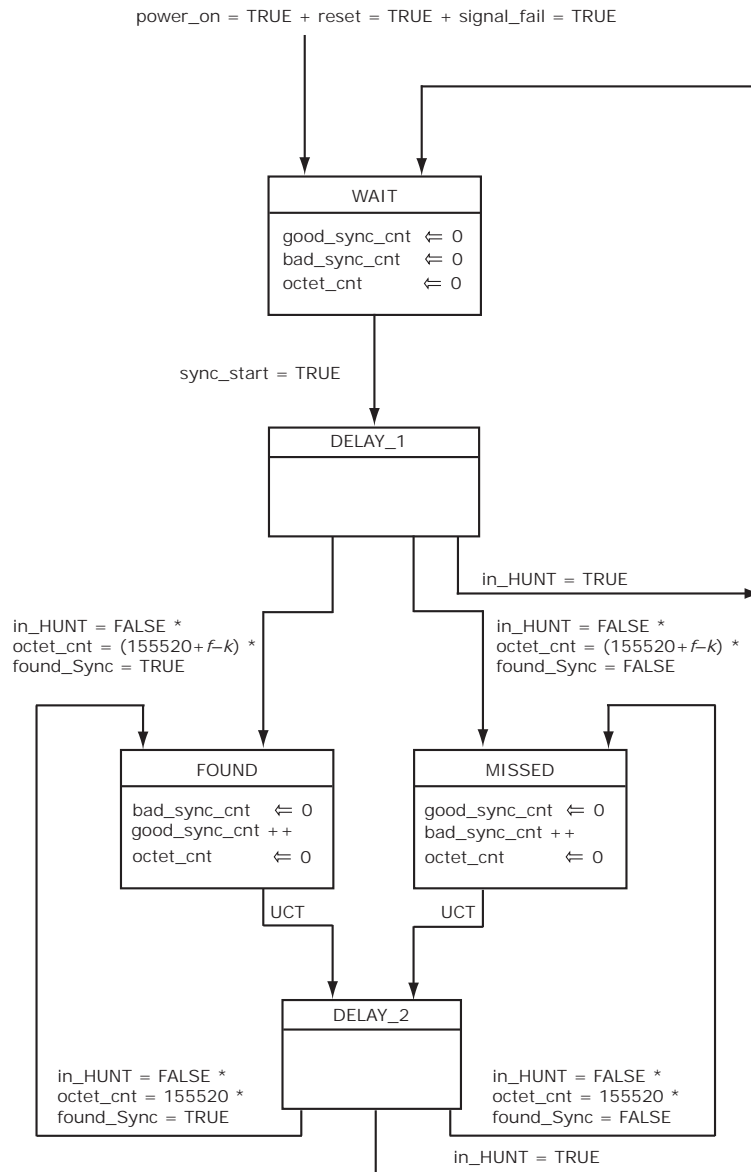 power_on = TRUE + reset = TRUE + signal_fail = TRUE
WAIT
good_sync_cnt ⇐ 0
bad_sync_cnt ⇐ 0
octet_cnt ⇐ 0
sync_start = TRUE
DELAY_1
in_HUNT = TRUE
in_HUNT = FALSE *
octet_cnt = (155520+f–k) *
found_Sync = TRUE
in_HUNT = FALSE *
octet_cnt = (155520+f–k) *
found_Sync = FALSE
FOUND
bad_sync_cnt ⇐ 0
good_sync_cnt ++
octet_cnt ⇐ 0
MISSED
good_sync_cnt ⇐ 0
bad_sync_cnt ++
octet_cnt ⇐ 0
UCT
UCT
DELAY_2
in_HUNT = FALSE *
octet_cnt = 155520 *
found_Sync = TRUE
in_HUNT = FALSE *
octet_cnt = 155520 *
found_Sync = FALSE
in_HUNT = TRUE